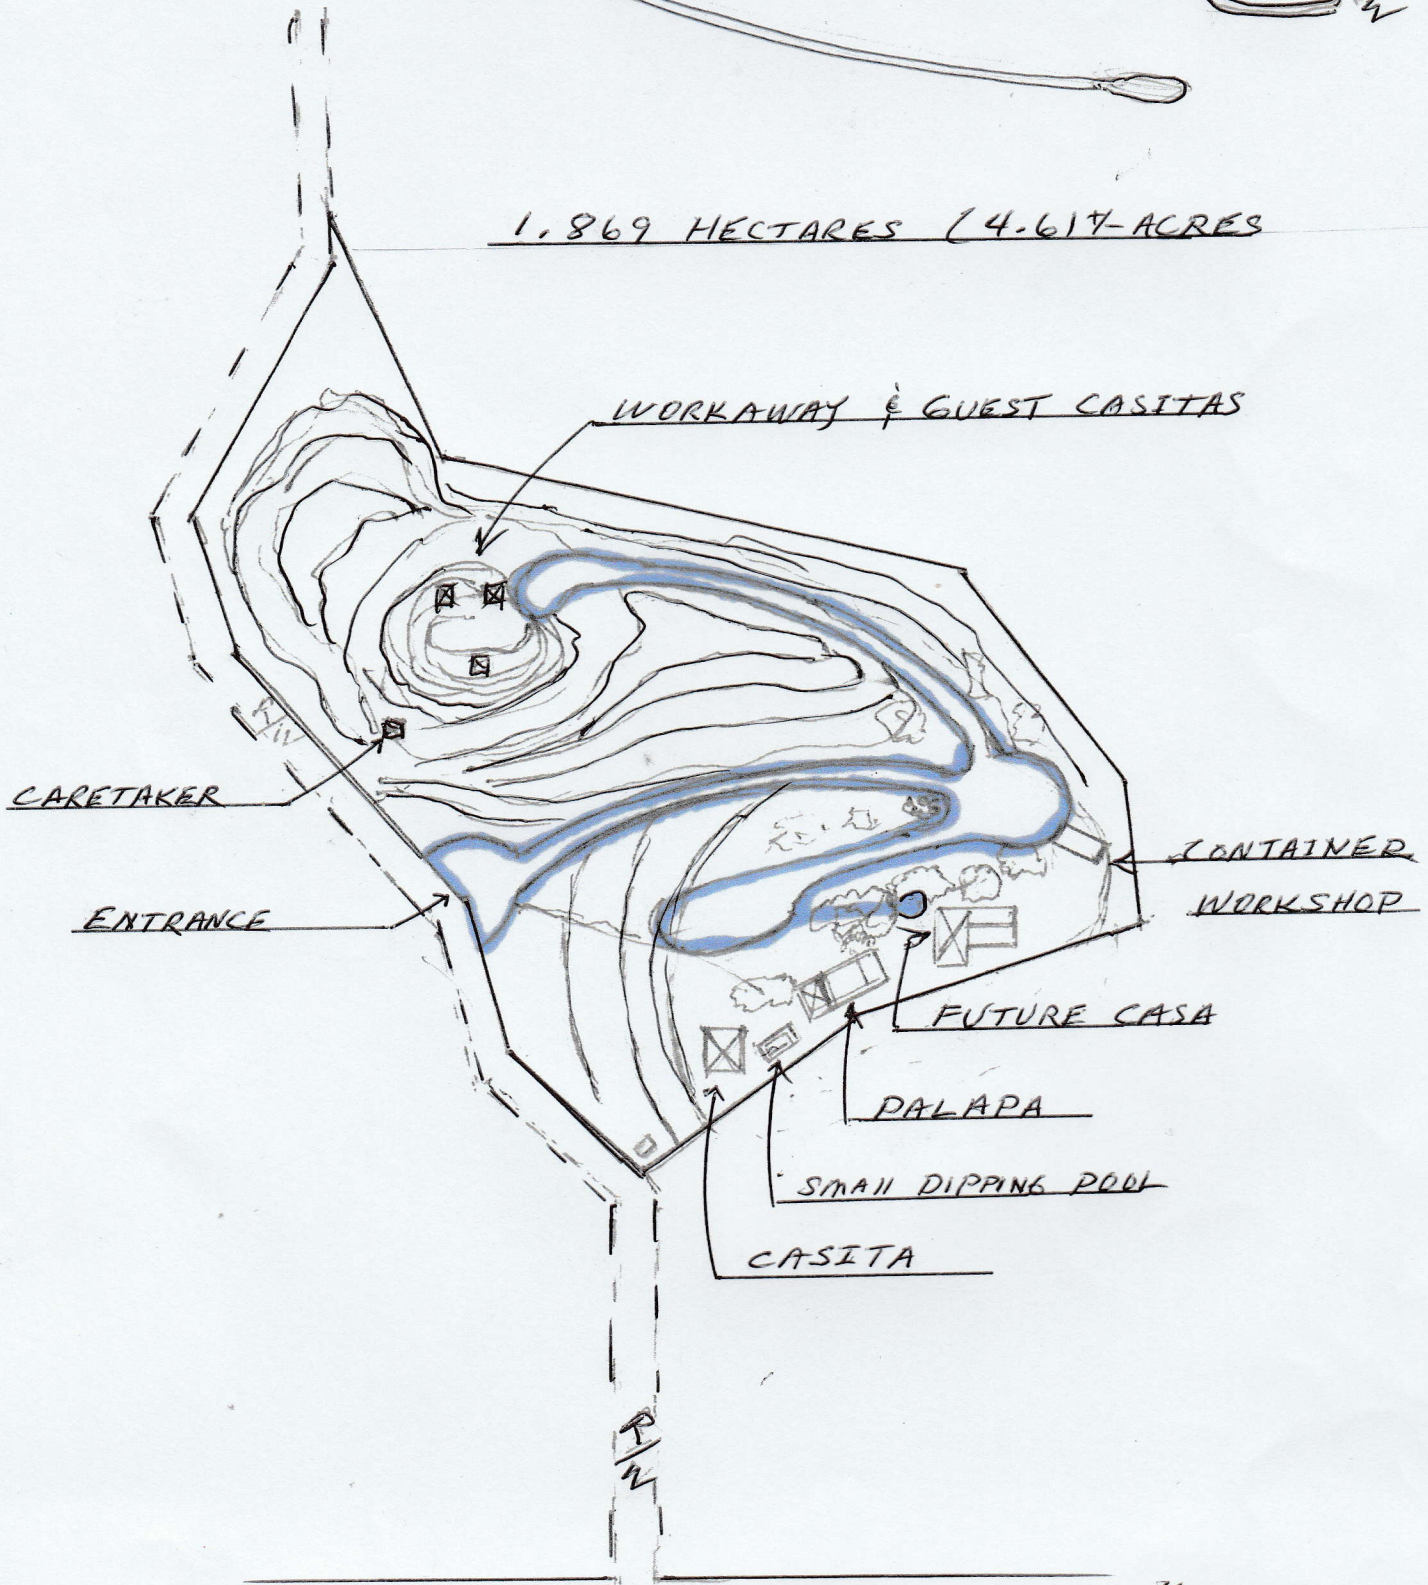 1.869 HECTARES (4.61+/-ACRES
WORKAWAY & GUEST CASITAS
R/W
CARETAKER
CONTAINER
WORKSHOP
ENTRANCE
FUTURE CASA
PALAPA
SMAll DIPPING POOL
CASITA
R/W